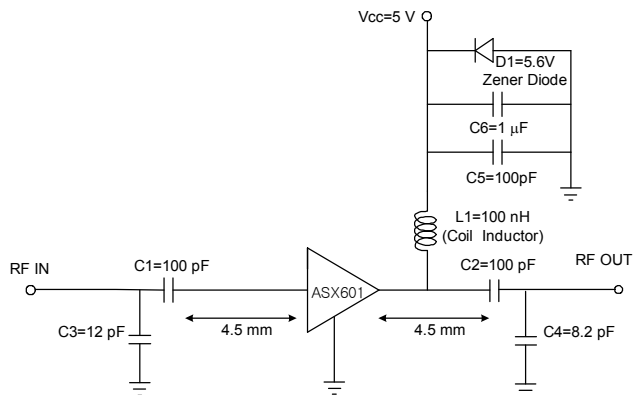 Vcc=5 V
D1=5.6V
Zener Diode
C6=1 μF
C5=100pF
L1=100 nH
(Coil Inductor)
RF IN
C1=100 pF
ASX601
C2=100 pF
RF OUT
C3=12 pF
4.5 mm
4.5 mm
C4=8.2 pF